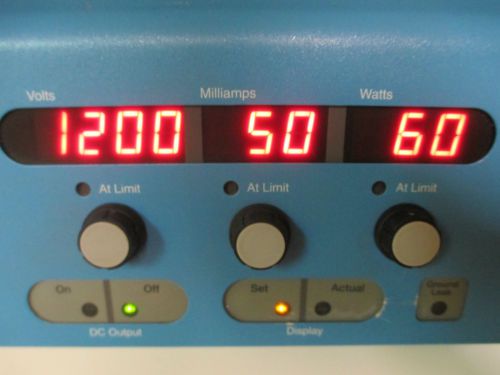 Volts Milliamps Watts
1200 50 60
At Limit At Limit At Limit
On Off Set Actual Ground Leak
DC Output Display